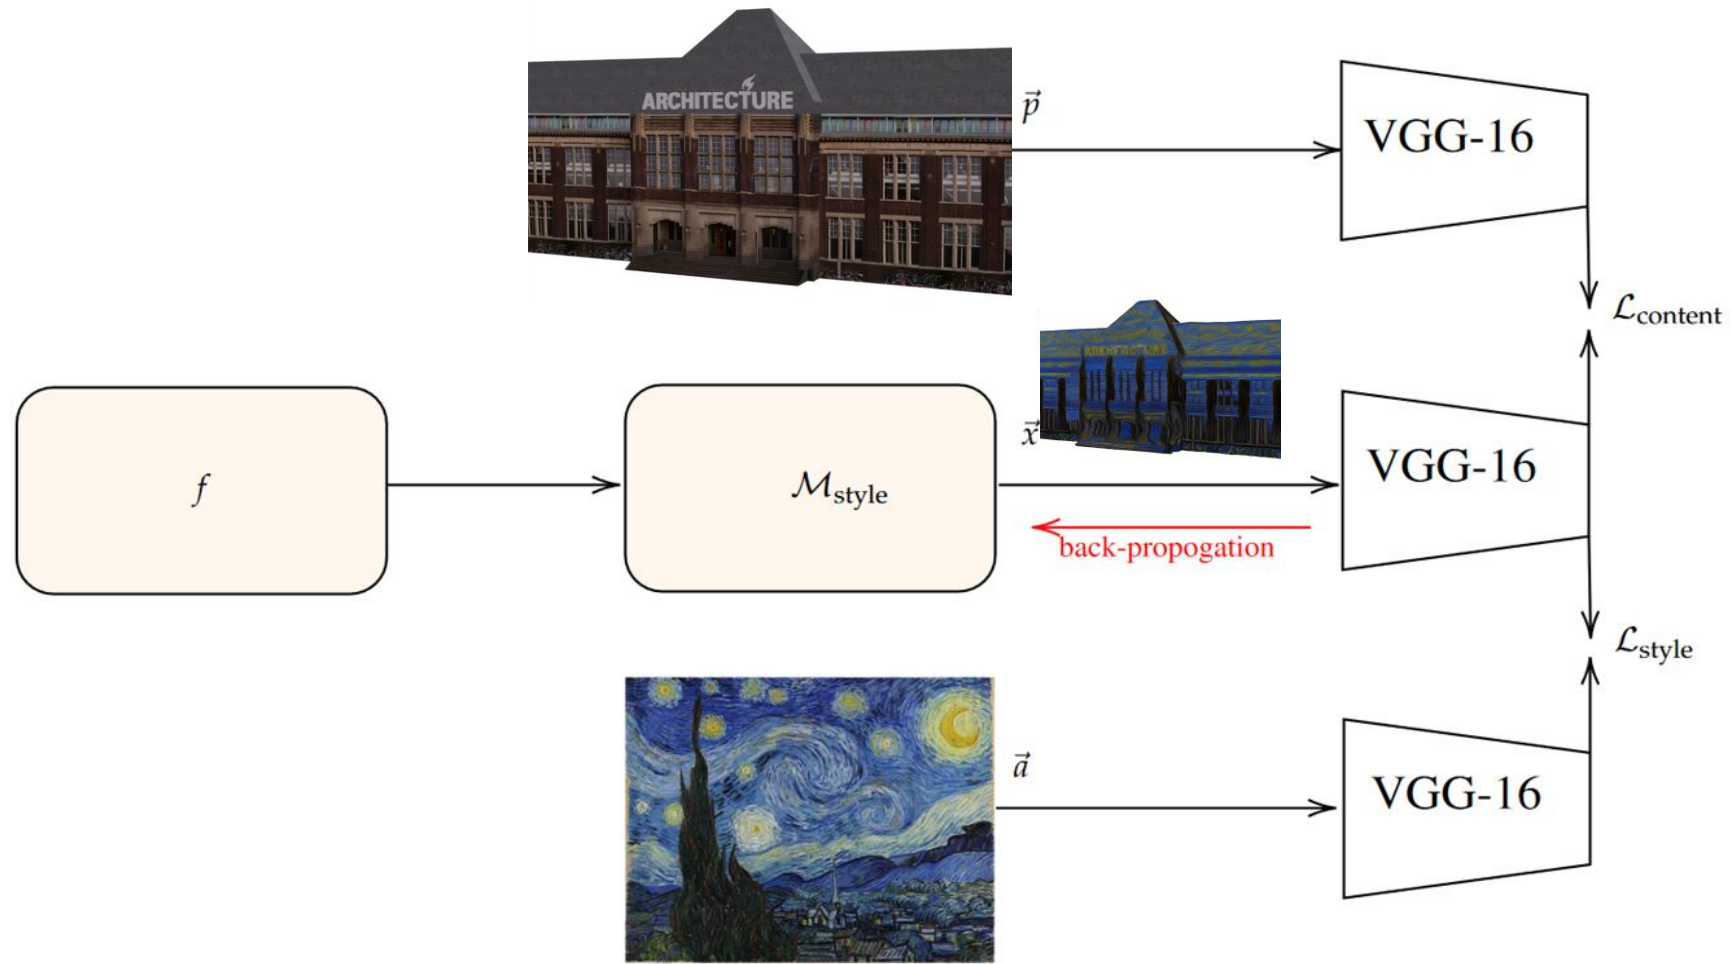 ARCHITECTURE
p⃗
VGG-16
ℒcontent
x⃗
f
ℳstyle
VGG-16
back-propogation
ℒstyle
a⃗
VGG-16